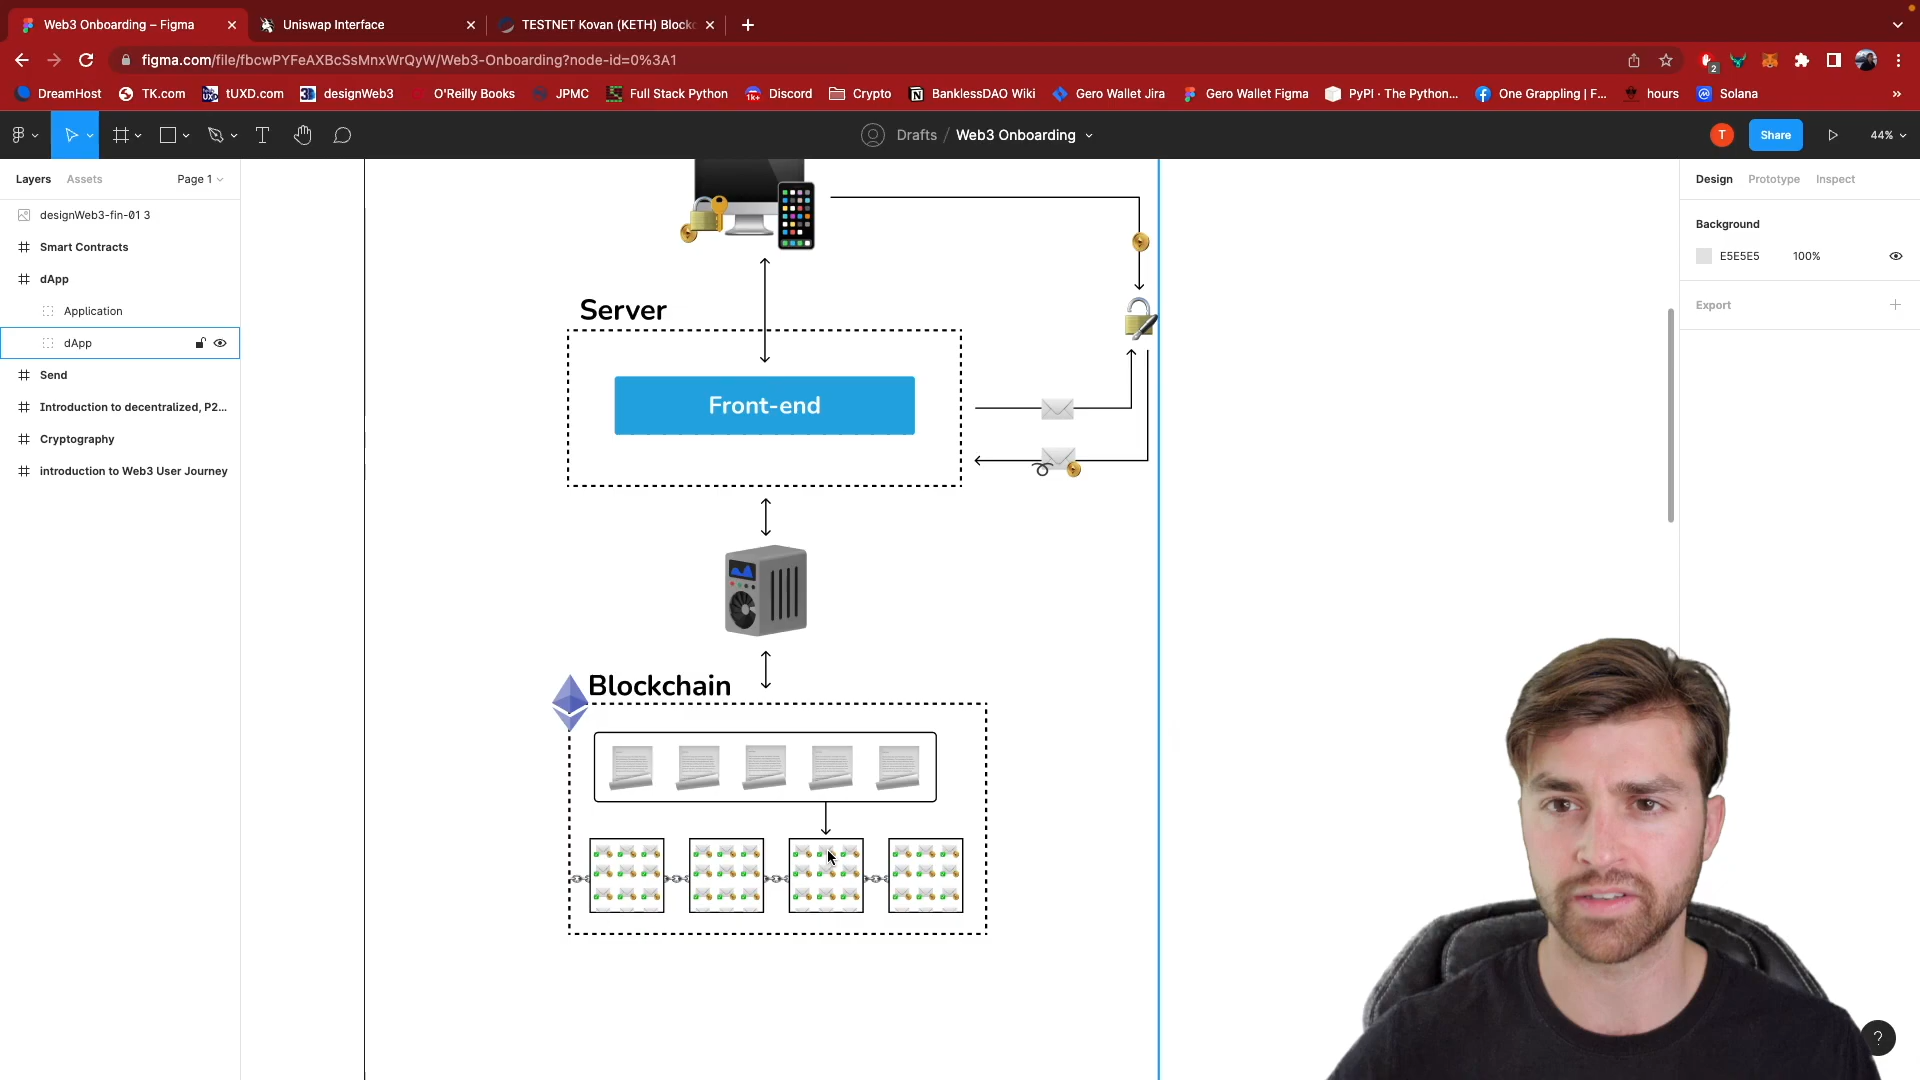 Web3 Onboarding – Figma
Uniswap Interface
TESTNET Kovan (KETH) Blockc
figma.com/file/fbcwPYFeAXBcSsMnxWrQyW/Web3-Onboarding?node-id=0%3A1
2
DreamHost
TK.com
tUXD.com
designWeb3
O'Reilly Books
JPMC
Full Stack Python
1k+
Discord
Crypto
BanklessDAO Wiki
Gero Wallet Jira
Gero Wallet Figma
PyPI · The Python...
One Grappling | F...
hours
Solana
»
Drafts / Web3 Onboarding
T
Share
44%
Layers
Assets
Page 1
Design
Prototype
Inspect
designWeb3-fin-01 3
Smart Contracts
dApp
Application
dApp
Send
Introduction to decentralized, P2...
Cryptography
introduction to Web3 User Journey
Background
E5E5E5
100%
Export
Server
Front-end
Blockchain
?